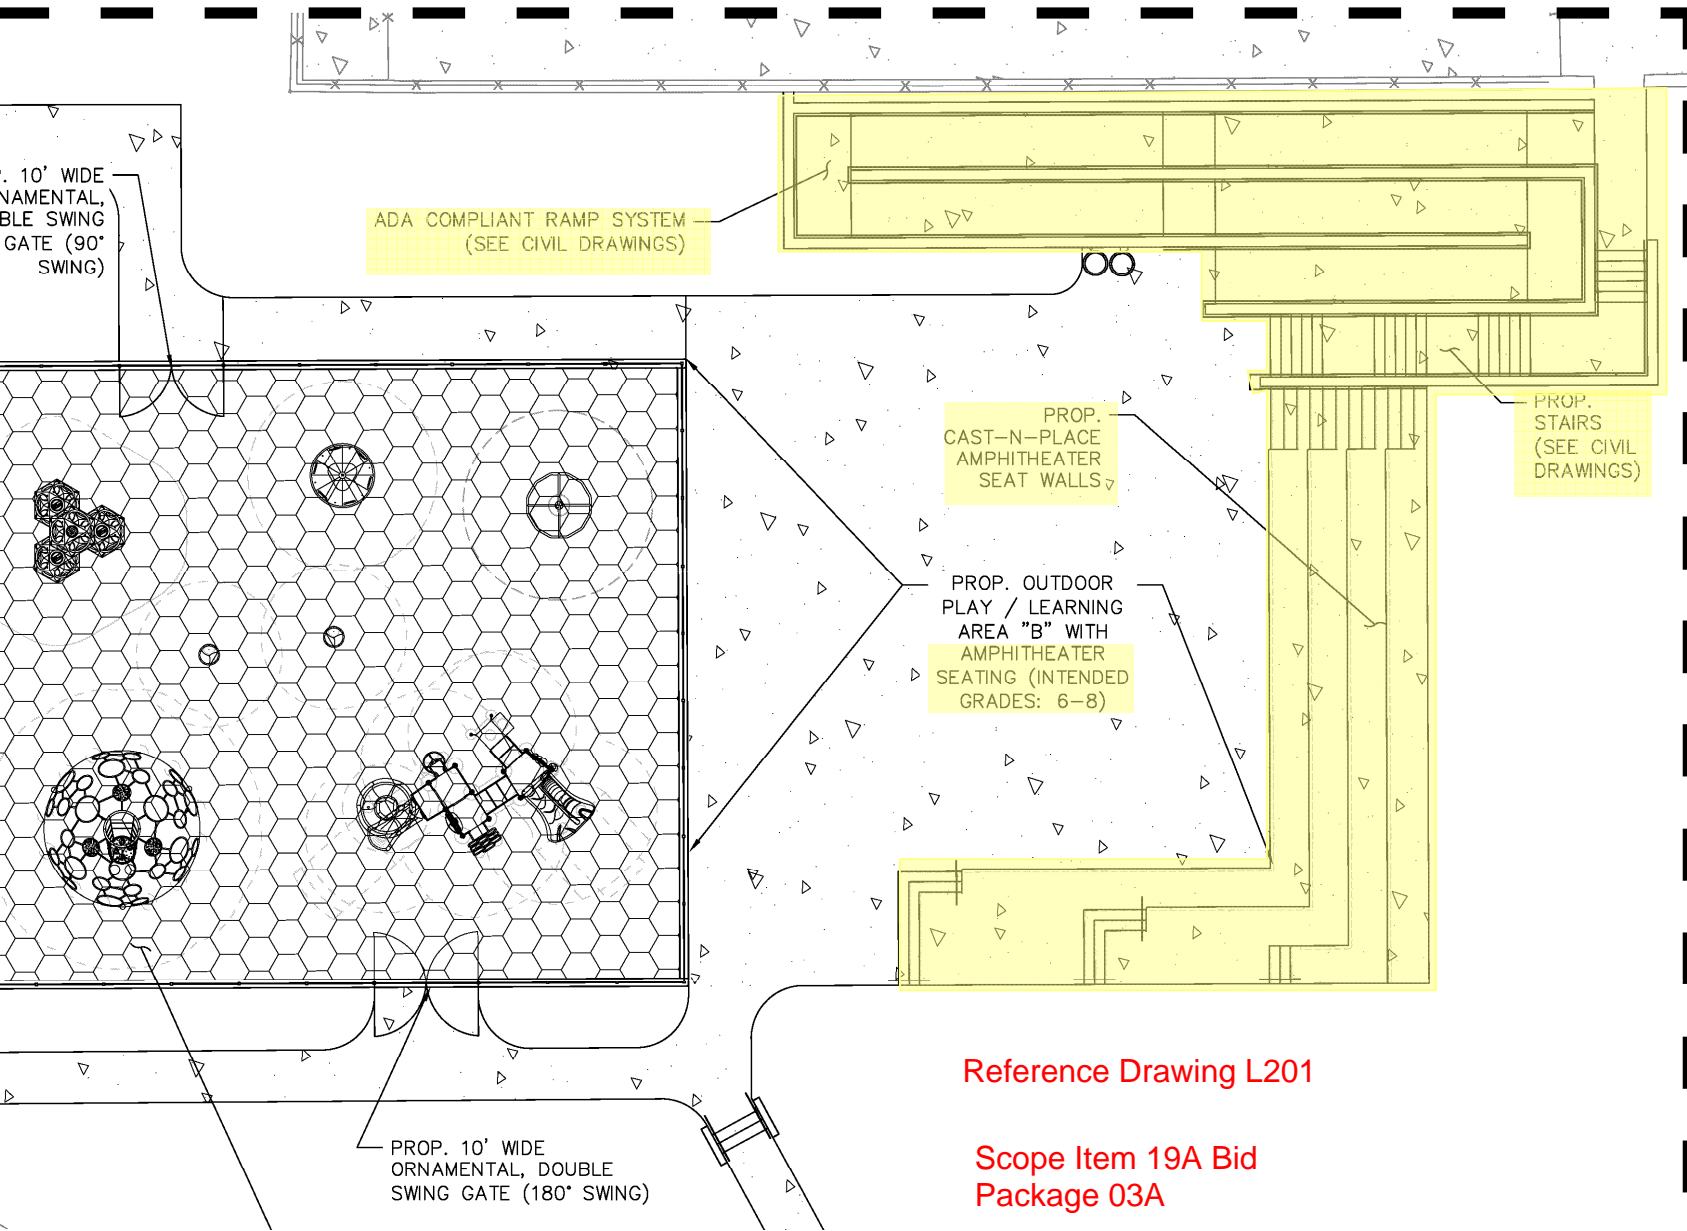 P. 10' WIDE
NAMENTAL,
BLE SWING
GATE (90°
SWING)
ADA COMPLIANT RAMP SYSTEM
(SEE CIVIL DRAWINGS)
PROP.
CAST-N-PLACE
AMPHITHEATER
SEAT WALLS
PROP.
STAIRS
(SEE CIVIL
DRAWINGS)
PROP. OUTDOOR
PLAY / LEARNING
AREA "B" WITH
AMPHITHEATER
SEATING (INTENDED
GRADES: 6-8)
PROP. 10' WIDE
ORNAMENTAL, DOUBLE
SWING GATE (180° SWING)
Reference Drawing L201
Scope Item 19A Bid
Package 03A